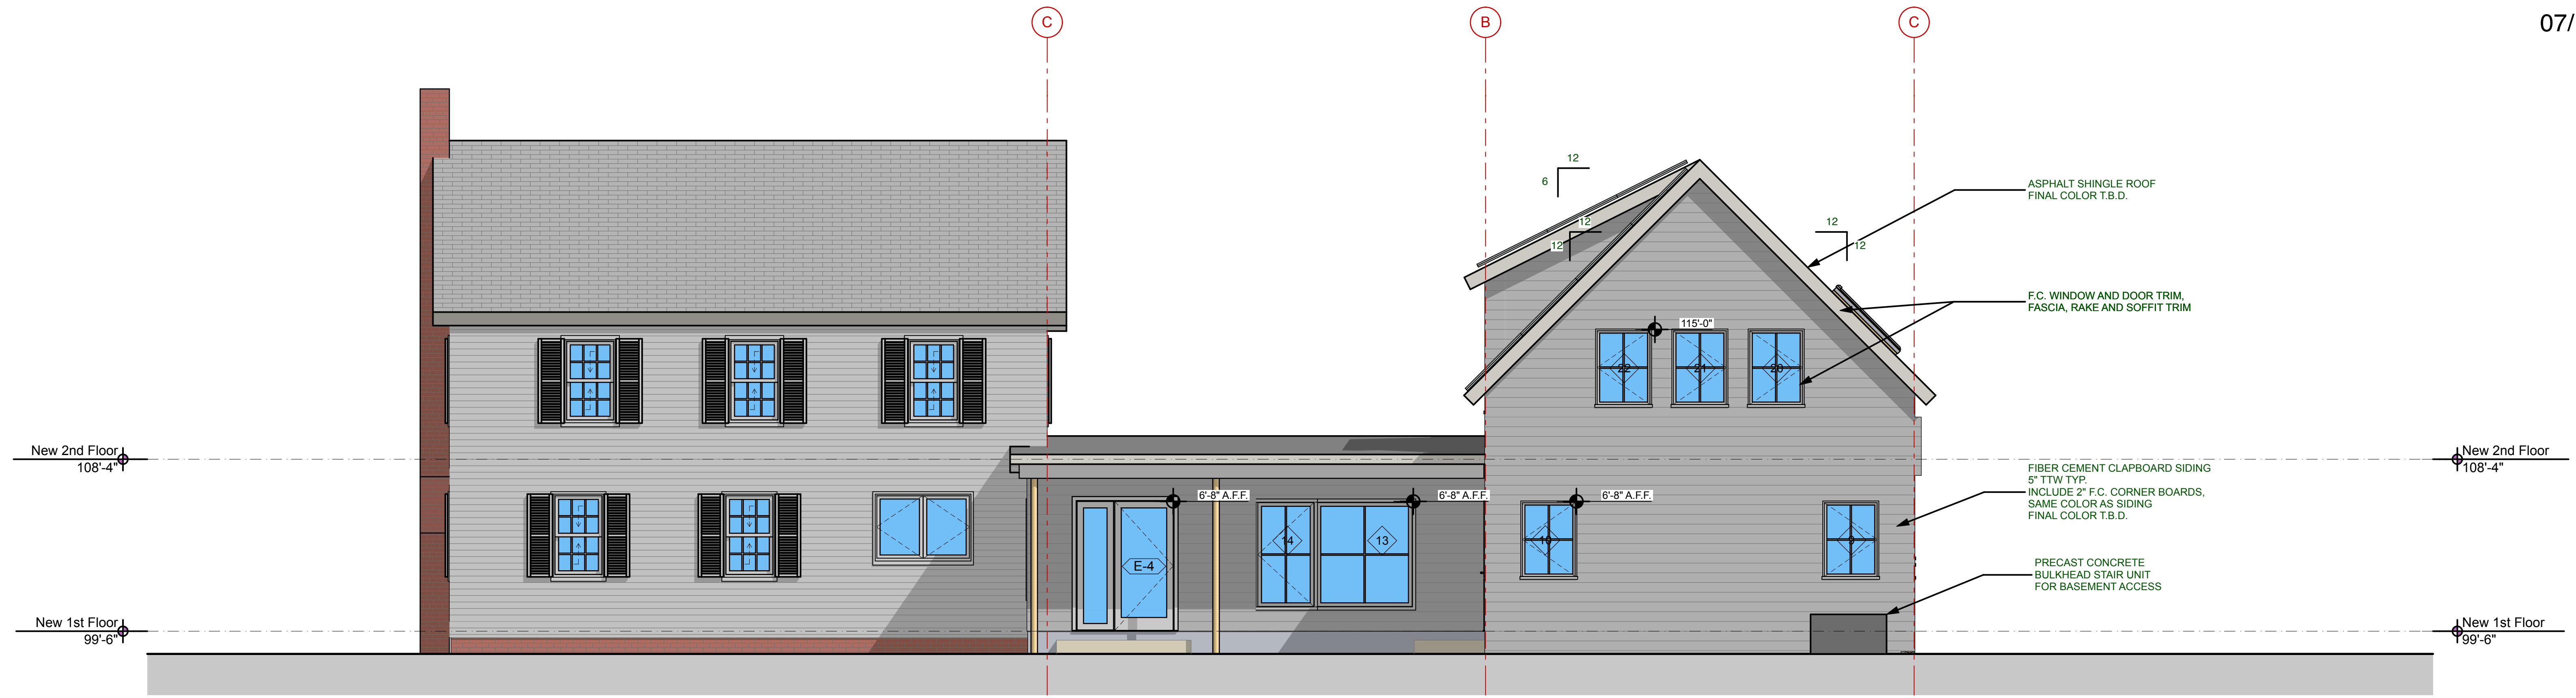 C
B
C
07/
12
6
12
12
12
12
ASPHALT SHINGLE ROOF
FINAL COLOR T.B.D.
F.C. WINDOW AND DOOR TRIM,
FASCIA, RAKE AND SOFFIT TRIM
115'-0"
22
21
20
New 2nd Floor
108'-4"
New 2nd Floor
108'-4"
FIBER CEMENT CLAPBOARD SIDING
5" TTW TYP.
INCLUDE 2" F.C. CORNER BOARDS,
SAME COLOR AS SIDING
FINAL COLOR T.B.D.
6'-8" A.F.F.
6'-8" A.F.F.
6'-8" A.F.F.
14
13
10
9
E-4
PRECAST CONCRETE
BULKHEAD STAIR UNIT
FOR BASEMENT ACCESS
New 1st Floor
99'-6"
New 1st Floor
99'-6"